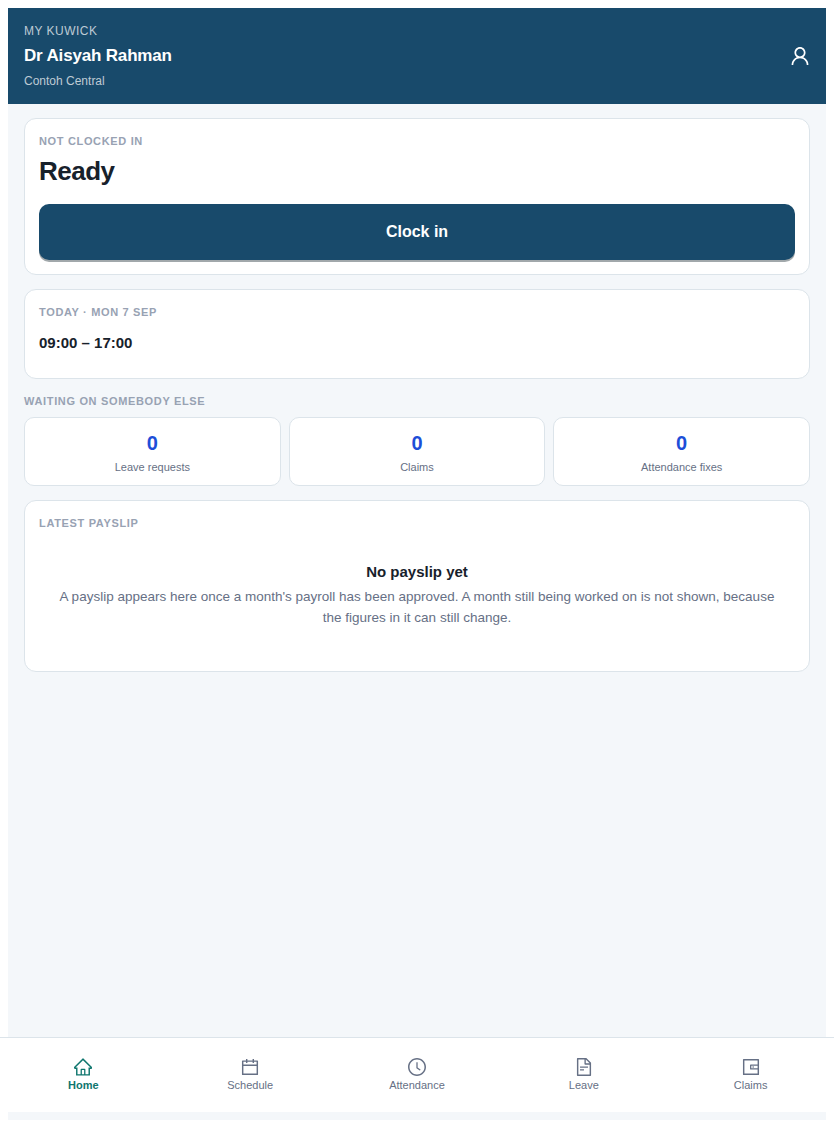 MY KUWICK
Dr Aisyah Rahman
Contoh Central
NOT CLOCKED IN
Ready
Clock in
TODAY · MON 7 SEP
09:00 – 17:00
WAITING ON SOMEBODY ELSE
0
Leave requests
0
Claims
0
Attendance fixes
LATEST PAYSLIP
No payslip yet
A payslip appears here once a month's payroll has been approved. A month still being worked on is not shown, because
the figures in it can still change.
Home
Schedule
Attendance
Leave
Claims